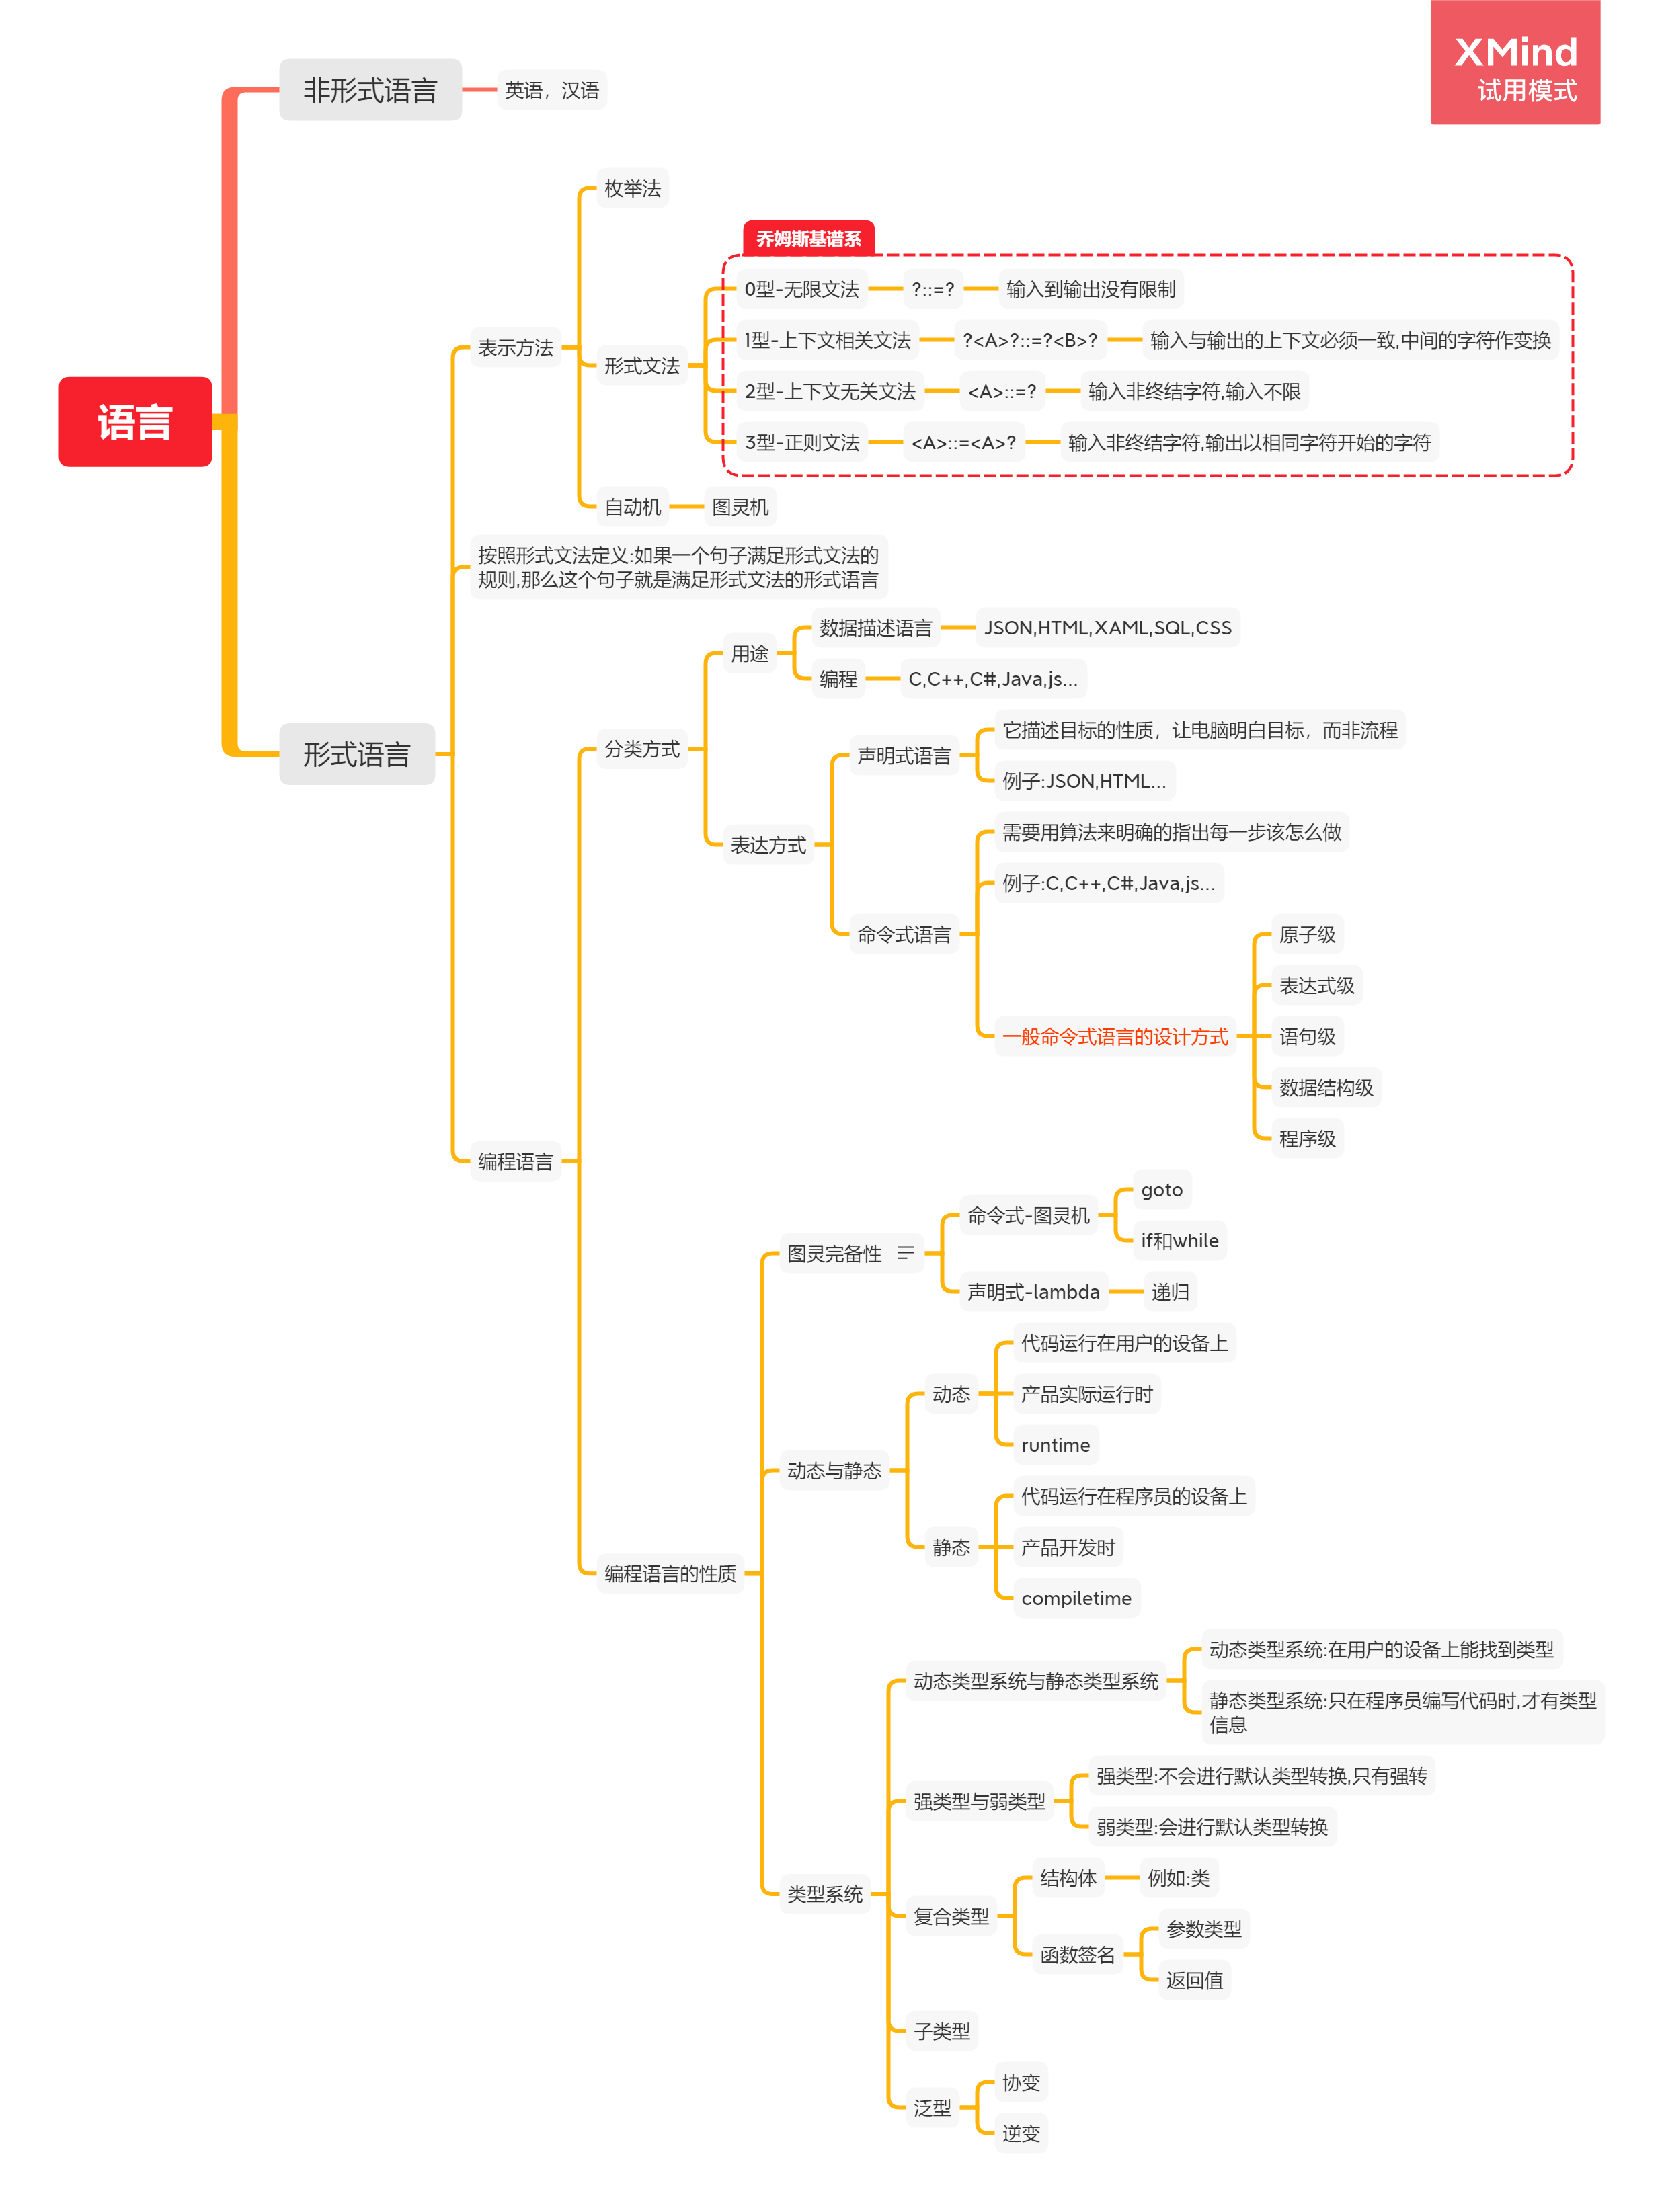 XMind
试用模式
语言
非形式语言
英语，汉语
形式语言
表示方法
枚举法
形式文法
乔姆斯基谱系
0型-无限文法
?::=?
输入到输出没有限制
1型-上下文相关文法
?<A>?::=?<B>?
输入与输出的上下文必须一致,中间的字符作变换
2型-上下文无关文法
<A>::=?
输入非终结字符,输入不限
3型-正则文法
<A>::=<A>?
输入非终结字符,输出以相同字符开始的字符
自动机
图灵机
按照形式文法定义:如果一个句子满足形式文法的
规则,那么这个句子就是满足形式文法的形式语言
编程语言
分类方式
用途
数据描述语言
JSON,HTML,XAML,SQL,CSS
编程
C,C++,C#,Java,js...
表达方式
声明式语言
它描述目标的性质，让电脑明白目标，而非流程
例子:JSON,HTML...
命令式语言
需要用算法来明确的指出每一步该怎么做
例子:C,C++,C#,Java,js...
一般命令式语言的设计方式
原子级
表达式级
语句级
数据结构级
程序级
编程语言的性质
图灵完备性
命令式-图灵机
goto
if和while
声明式-lambda
递归
动态与静态
动态
代码运行在用户的设备上
产品实际运行时
runtime
静态
代码运行在程序员的设备上
产品开发时
compiletime
类型系统
动态类型系统与静态类型系统
动态类型系统:在用户的设备上能找到类型
静态类型系统:只在程序员编写代码时,才有类型
信息
强类型与弱类型
强类型:不会进行默认类型转换,只有强转
弱类型:会进行默认类型转换
复合类型
结构体
例如:类
函数签名
参数类型
返回值
子类型
泛型
协变
逆变